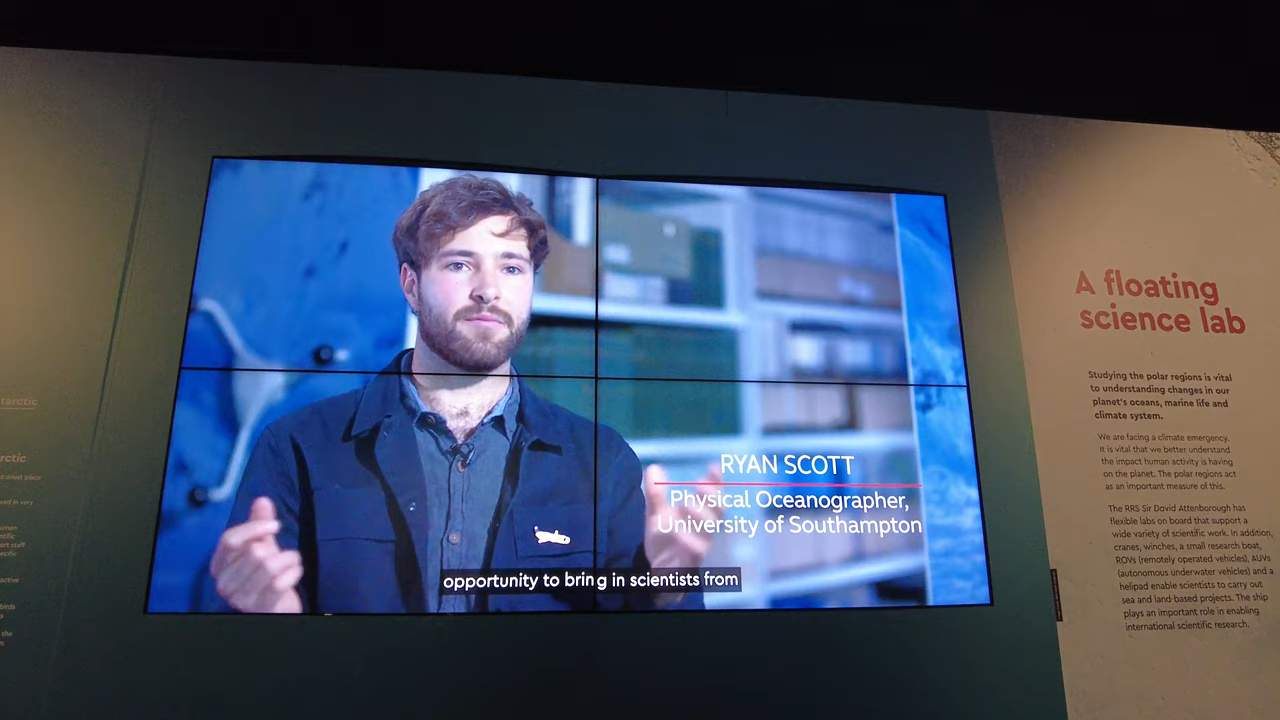 tarctic
rctic
RYAN SCOTT
Physical Oceanographer,
University of Southampton
opportunity to bring in scientists from
A floating
science lab
Studying the polar regions is vital
to understanding changes in our
planet's oceans, marine life and
climate system.
We are facing a climate emergency.
It is vital that we better understand
the impact human activity is having
on the planet. The polar regions act
as an important measure of this.
The RRS Sir David Attenborough has
flexible labs on board that support a
wide variety of scientific work. In addition,
cranes, winches, a small research boat,
ROVs (remotely operated vehicles), AUVs
(autonomous underwater vehicles) and a
helipad enable scientists to carry out
sea and land-based projects. The ship
plays an important role in enabling
international scientific research.